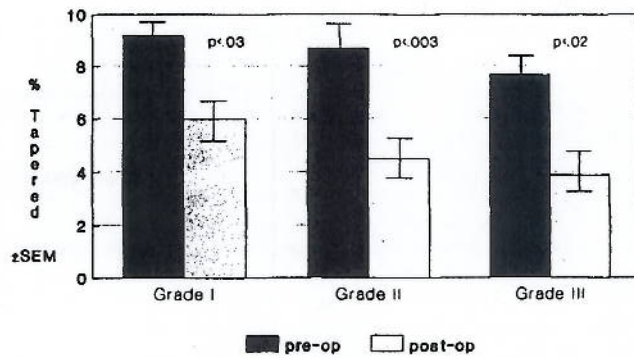 10
p<.03
p<.003
p<.02
8
6
4
2
0
% Tapered
±SEM
Grade I
Grade II
Grade III
pre-op
post-op